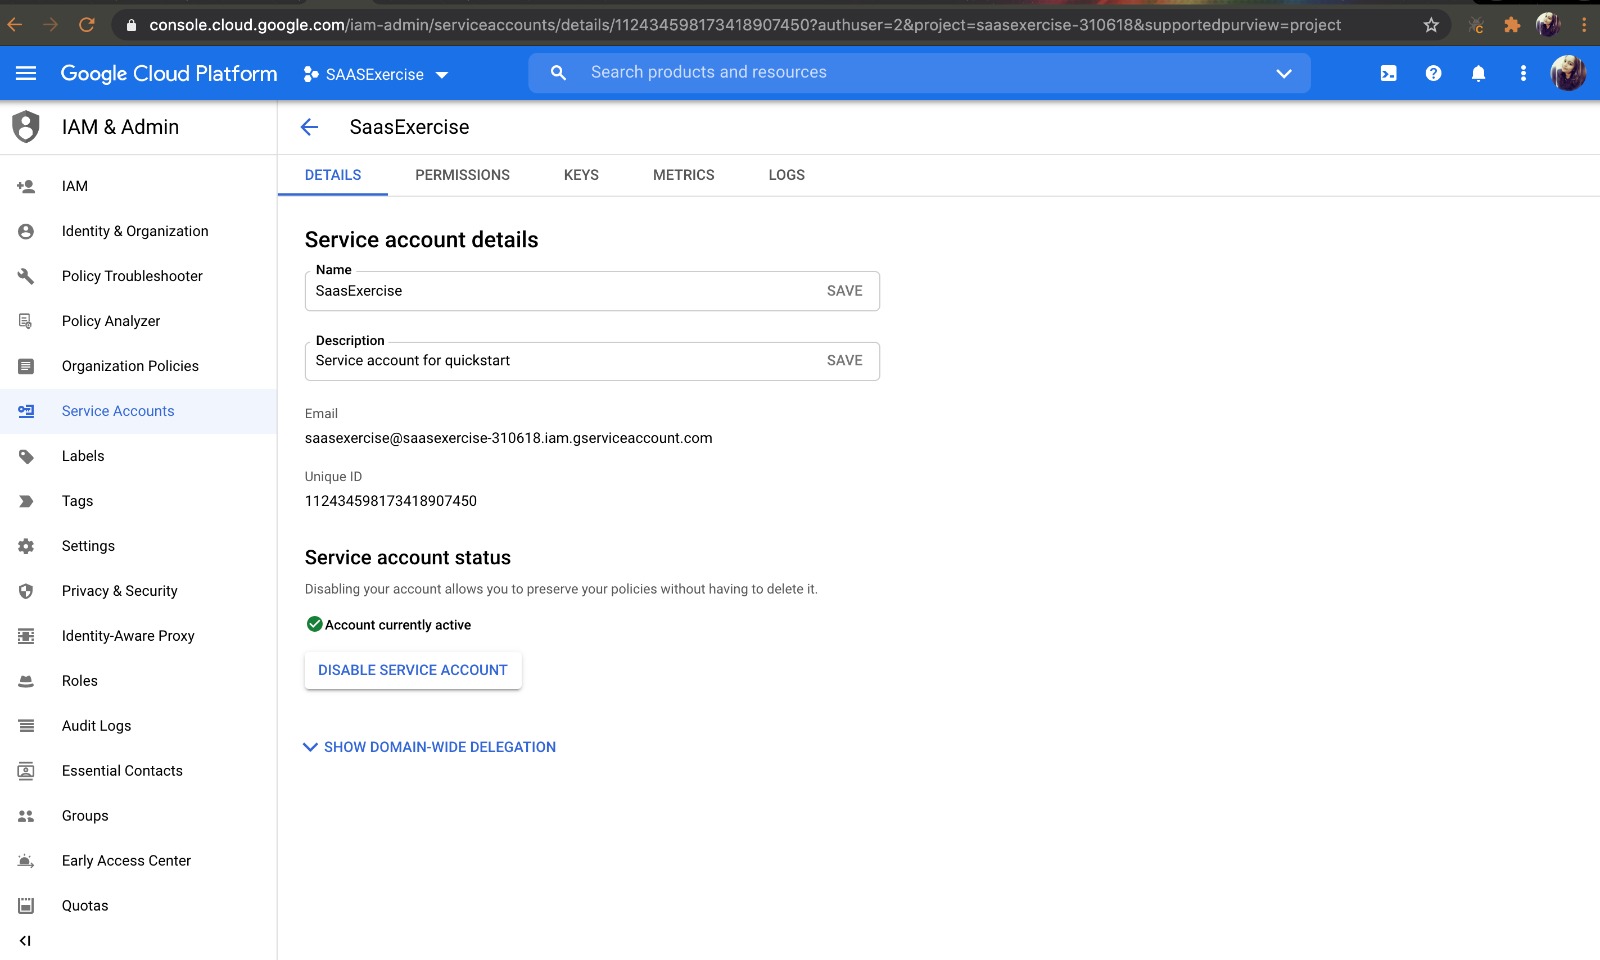 console.cloud.google.com/iam-admin/serviceaccounts/details/112434598173418907450?authuser=2&project=saasexercise-310618&supportedpurview=project
Google Cloud Platform
SAASExercise
Search products and resources
IAM & Admin
SaasExercise
DETAILS PERMISSIONS KEYS METRICS LOGS
IAM
Identity & Organization
Policy Troubleshooter
Policy Analyzer
Organization Policies
Service Accounts
Labels
Tags
Settings
Privacy & Security
Identity-Aware Proxy
Roles
Audit Logs
Essential Contacts
Groups
Early Access Center
Quotas
Service account details
Name
SaasExercise SAVE
Description
Service account for quickstart SAVE
Email
saasexercise@saasexercise-310618.iam.gserviceaccount.com
Unique ID
112434598173418907450
Service account status
Disabling your account allows you to preserve your policies without having to delete it.
Account currently active
DISABLE SERVICE ACCOUNT
SHOW DOMAIN-WIDE DELEGATION